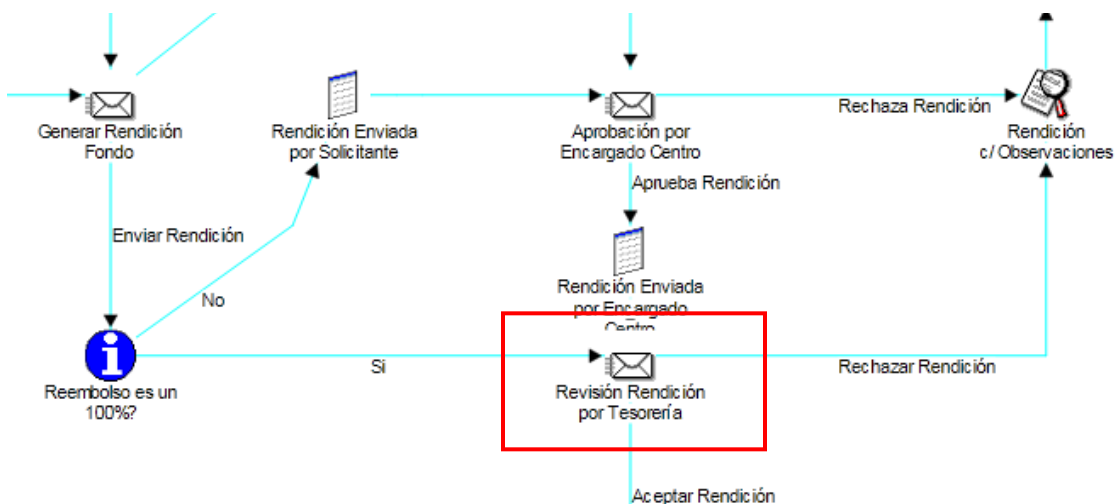 Generar Rendición
Fondo
Rendición Enviada
por Solicitante
Aprobación por
Encargado Centro
Rechaza Rendición
Rendición
c/ Observaciones
Aprueba Rendición
Enviar Rendición
Rendición Enviada
por Encargado
Centro
No
Reembolso es un
100%?
Si
Revisión Rendición
por Tesorería
Rechazar Rendición
Aceptar Rendición